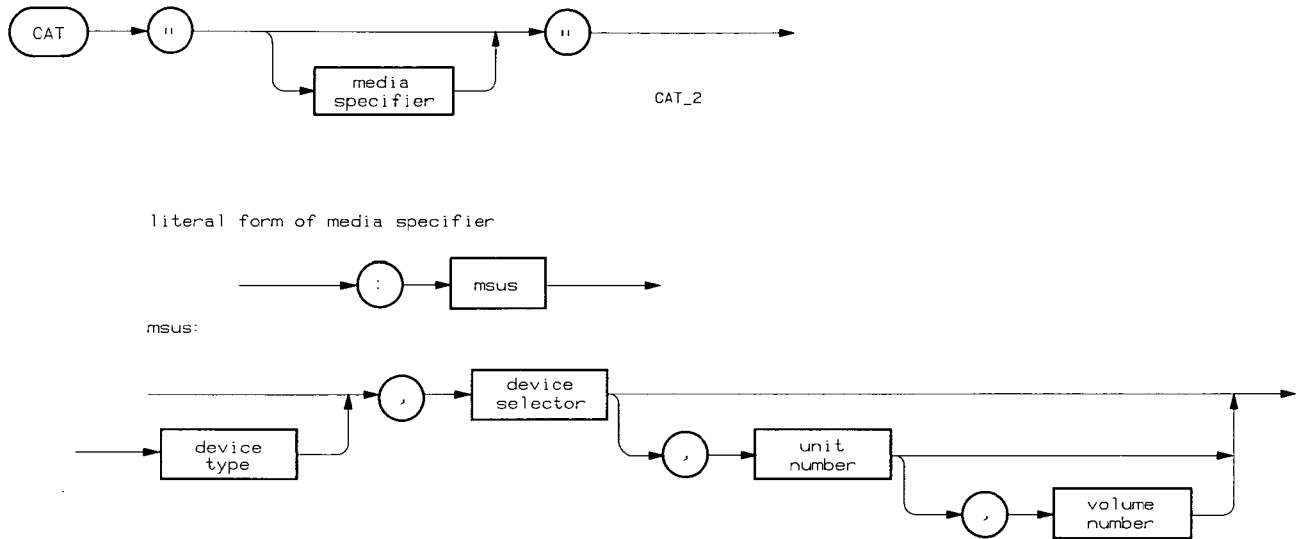 CAT " media
specifier "
CAT_2
literal form of media specifier
: msus
msus:
device
type , device
selector , unit
number , volume
number